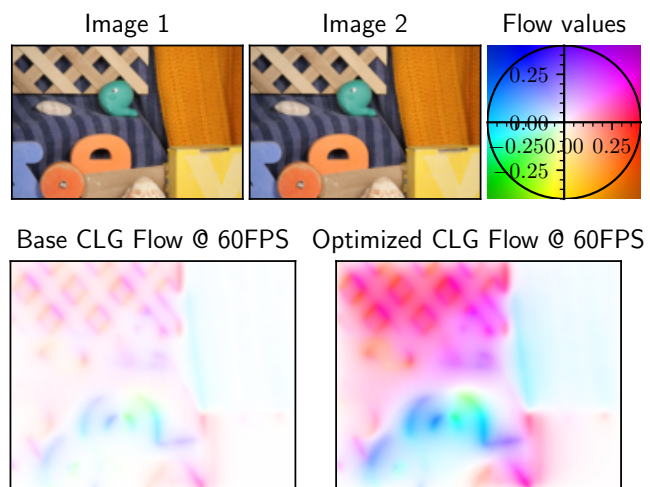 Image 1 Image 2 Flow values
0.25
0.00
−0.25 0.00 0.25
−0.25
Base CLG Flow @ 60FPS Optimized CLG Flow @ 60FPS